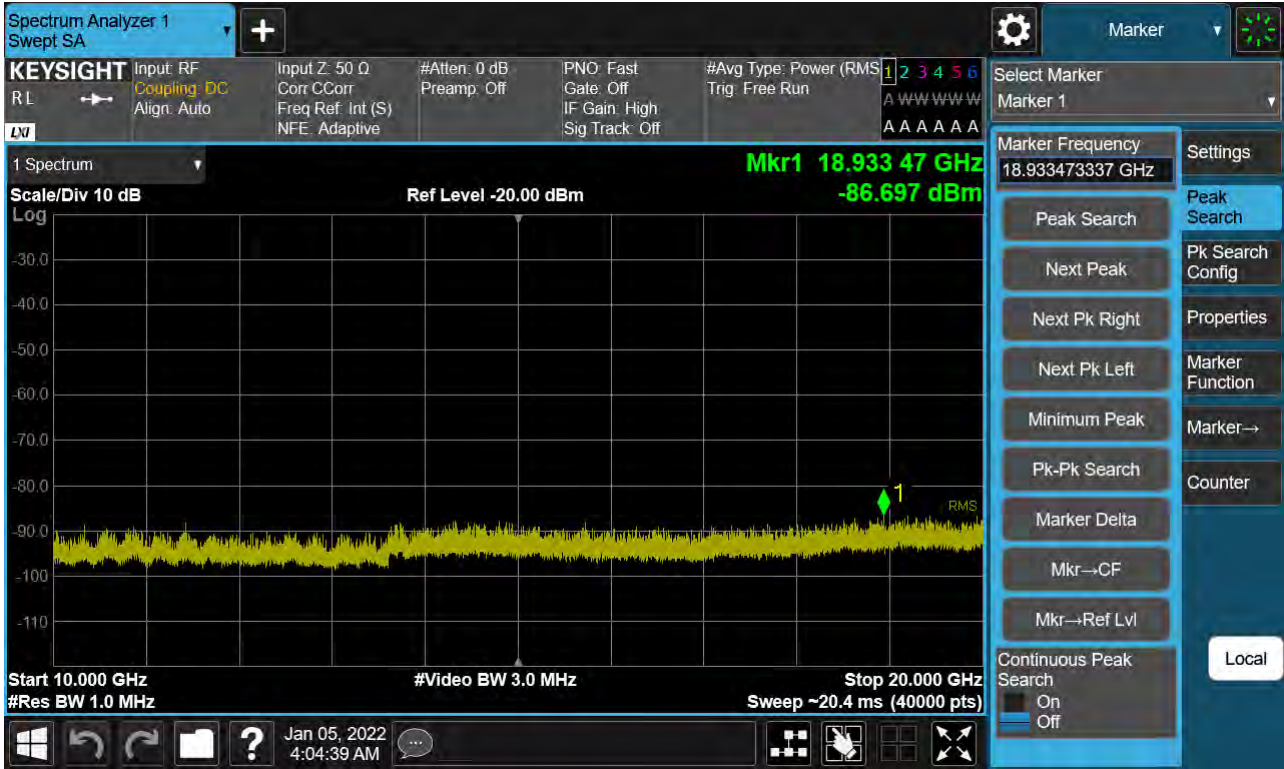 Spectrum Analyzer 1
Swept SA
+
Marker
KEYSIGHT
RL
LXI
Input: RF
Coupling: DC
Align: Auto
Input Z: 50 Ω
Corr CCorr
Freq Ref: Int (S)
NFE: Adaptive
#Atten: 0 dB
Preamp: Off
PNO: Fast
Gate: Off
IF Gain: High
Sig Track: Off
#Avg Type: Power (RMS
Trig: Free Run
1 2 3 4 5 6
A W W W W W
A A A A A A
Select Marker
Marker 1
1 Spectrum
Scale/Div 10 dB
Ref Level -20.00 dBm
Mkr1 18.933 47 GHz
-86.697 dBm
Log
-30.0
-40.0
-50.0
-60.0
-70.0
-80.0
-90.0
-100
-110
1
RMS
Start 10.000 GHz
#Res BW 1.0 MHz
#Video BW 3.0 MHz
Stop 20.000 GHz
Sweep ~20.4 ms (40000 pts)
Marker Frequency
18.933473337 GHz
Peak Search
Next Peak
Next Pk Right
Next Pk Left
Minimum Peak
Pk-Pk Search
Marker Delta
Mkr→CF
Mkr→Ref Lvl
Continuous Peak
Search
On
Off
Settings
Peak
Search
Pk Search
Config
Properties
Marker
Function
Marker→
Counter
Local
?
Jan 05, 2022
4:04:39 AM